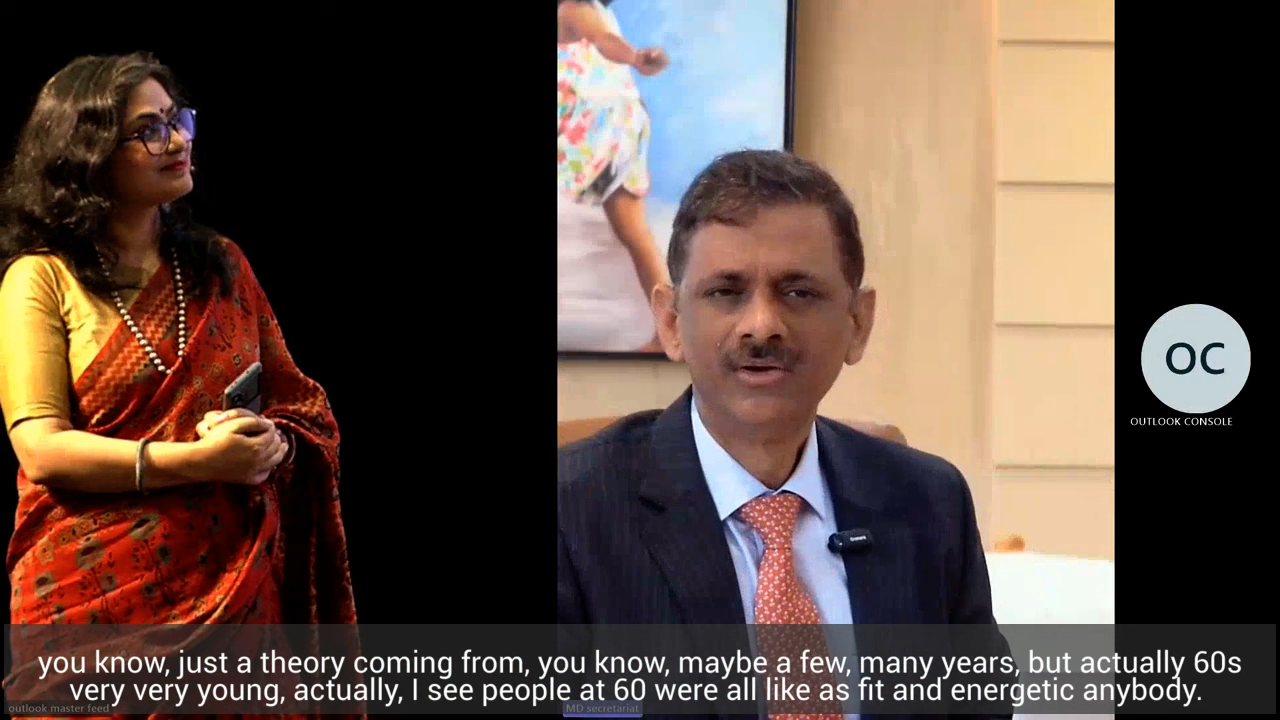 OC
OUTLOOK CONSOLE
you know, just a theory coming from, you know, maybe a few, many years, but actually 60s
very very young, actually, I see people at 60 were all like as fit and energetic anybody.
outlook master feed
MD secretariat